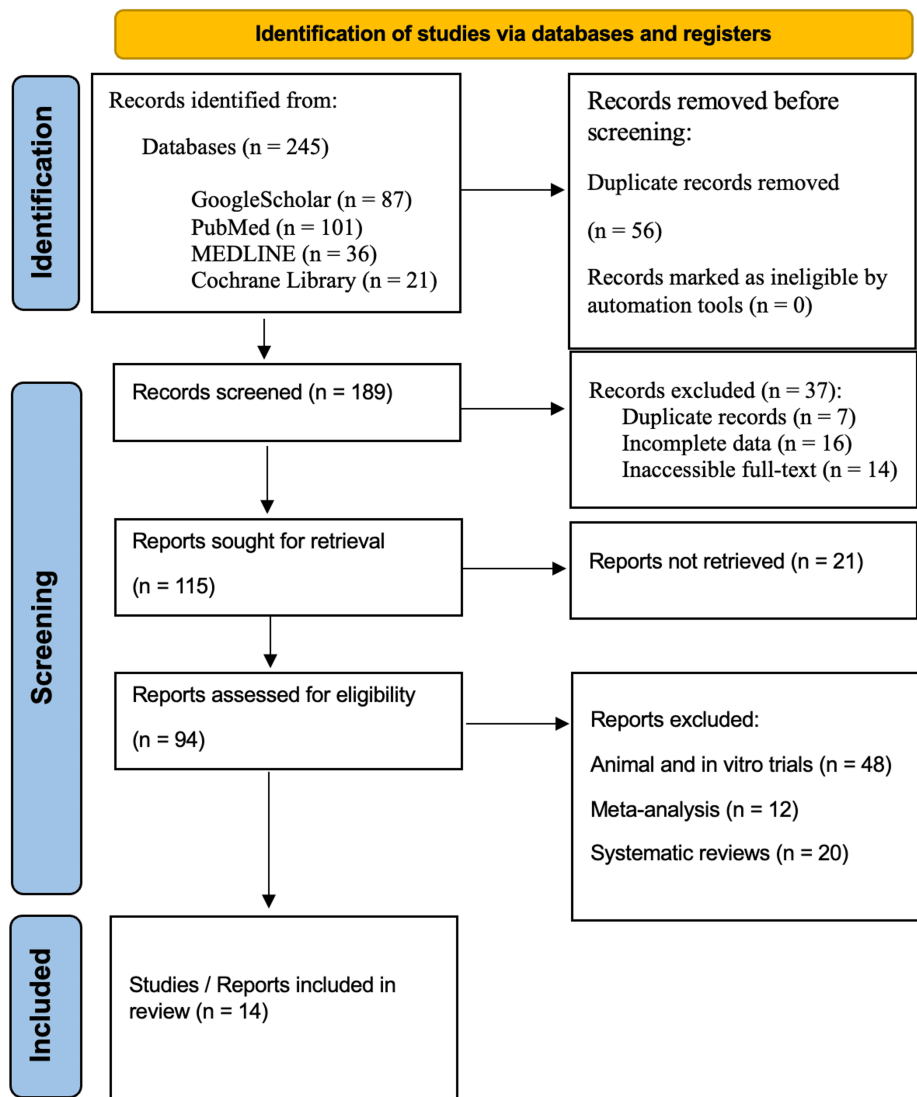 Identification of studies via databases and registers
Identification
Records identified from:
Databases (n = 245)
GoogleScholar (n = 87)
PubMed (n = 101)
MEDLINE (n = 36)
Cochrane Library (n = 21)
Records removed before
screening:
Duplicate records removed
(n = 56)
Records marked as ineligible by
automation tools (n = 0)
Screening
Records screened (n = 189)
Records excluded (n = 37):
Duplicate records (n = 7)
Incomplete data (n = 16)
Inaccessible full-text (n = 14)
Reports sought for retrieval
(n = 115)
Reports not retrieved (n = 21)
Reports assessed for eligibility
(n = 94)
Reports excluded:
Animal and in vitro trials (n = 48)
Meta-analysis (n = 12)
Systematic reviews (n = 20)
Included
Studies / Reports included in
review (n = 14)